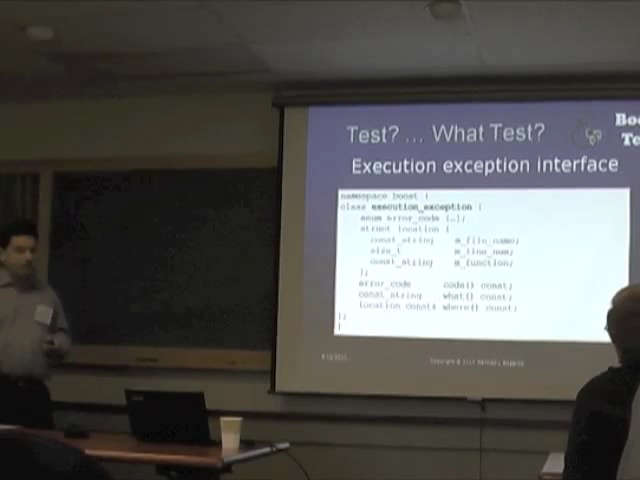 Test? ... What Test?
Execution exception interface
namespace boost {
class execution_exception {
enum error_code {…};
struct location {
const_string m_file_name;
size_t m_line_num;
const_string m_function;
};
error_code code() const;
const_string what() const;
location const& where() const;
};
}